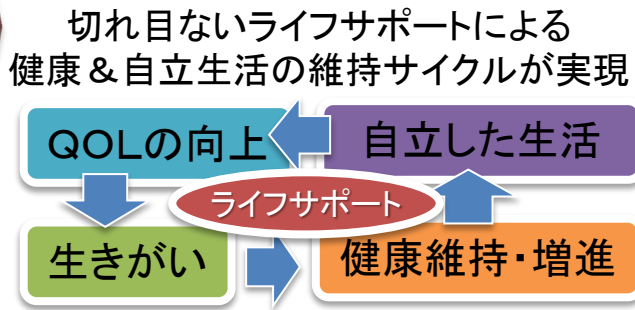 切れ目ないライフサポートによる
健康＆自立生活の維持サイクルが実現
ＱＯＬの向上
自立した生活
ライフサポート
生きがい
健康維持・増進